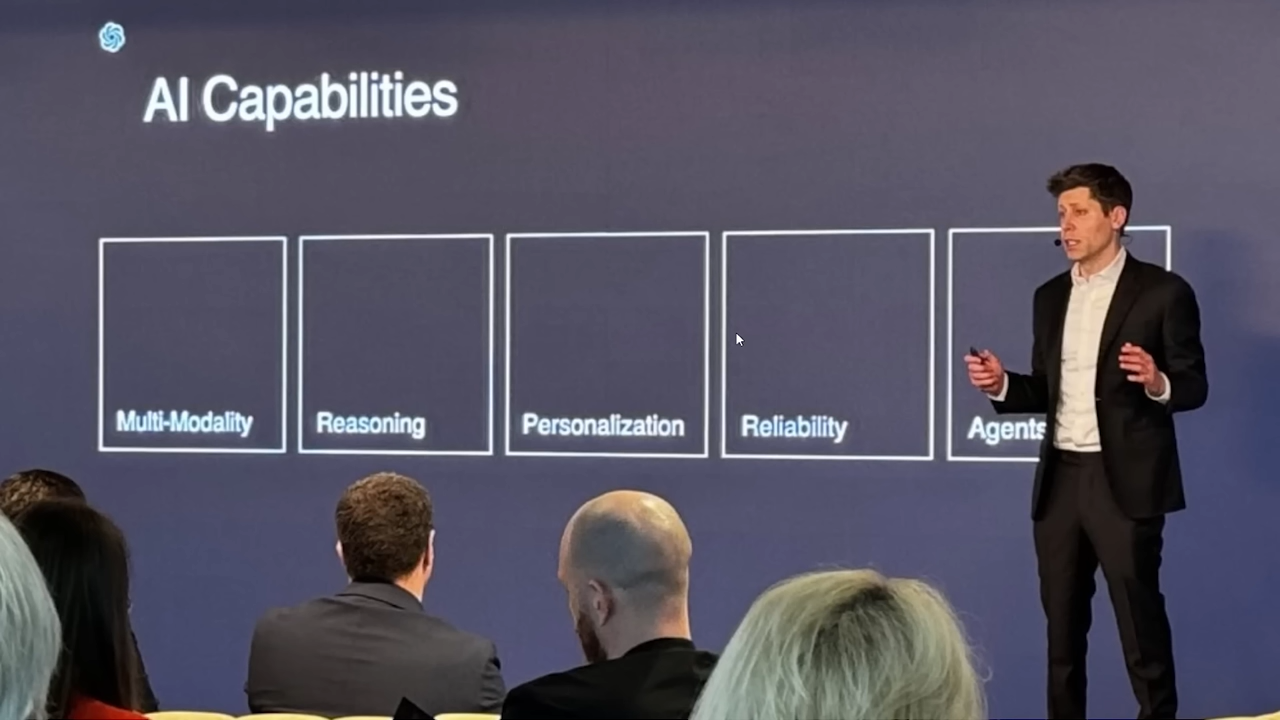 AI Capabilities
Multi-Modality
Reasoning
Personalization
Reliability
Agents